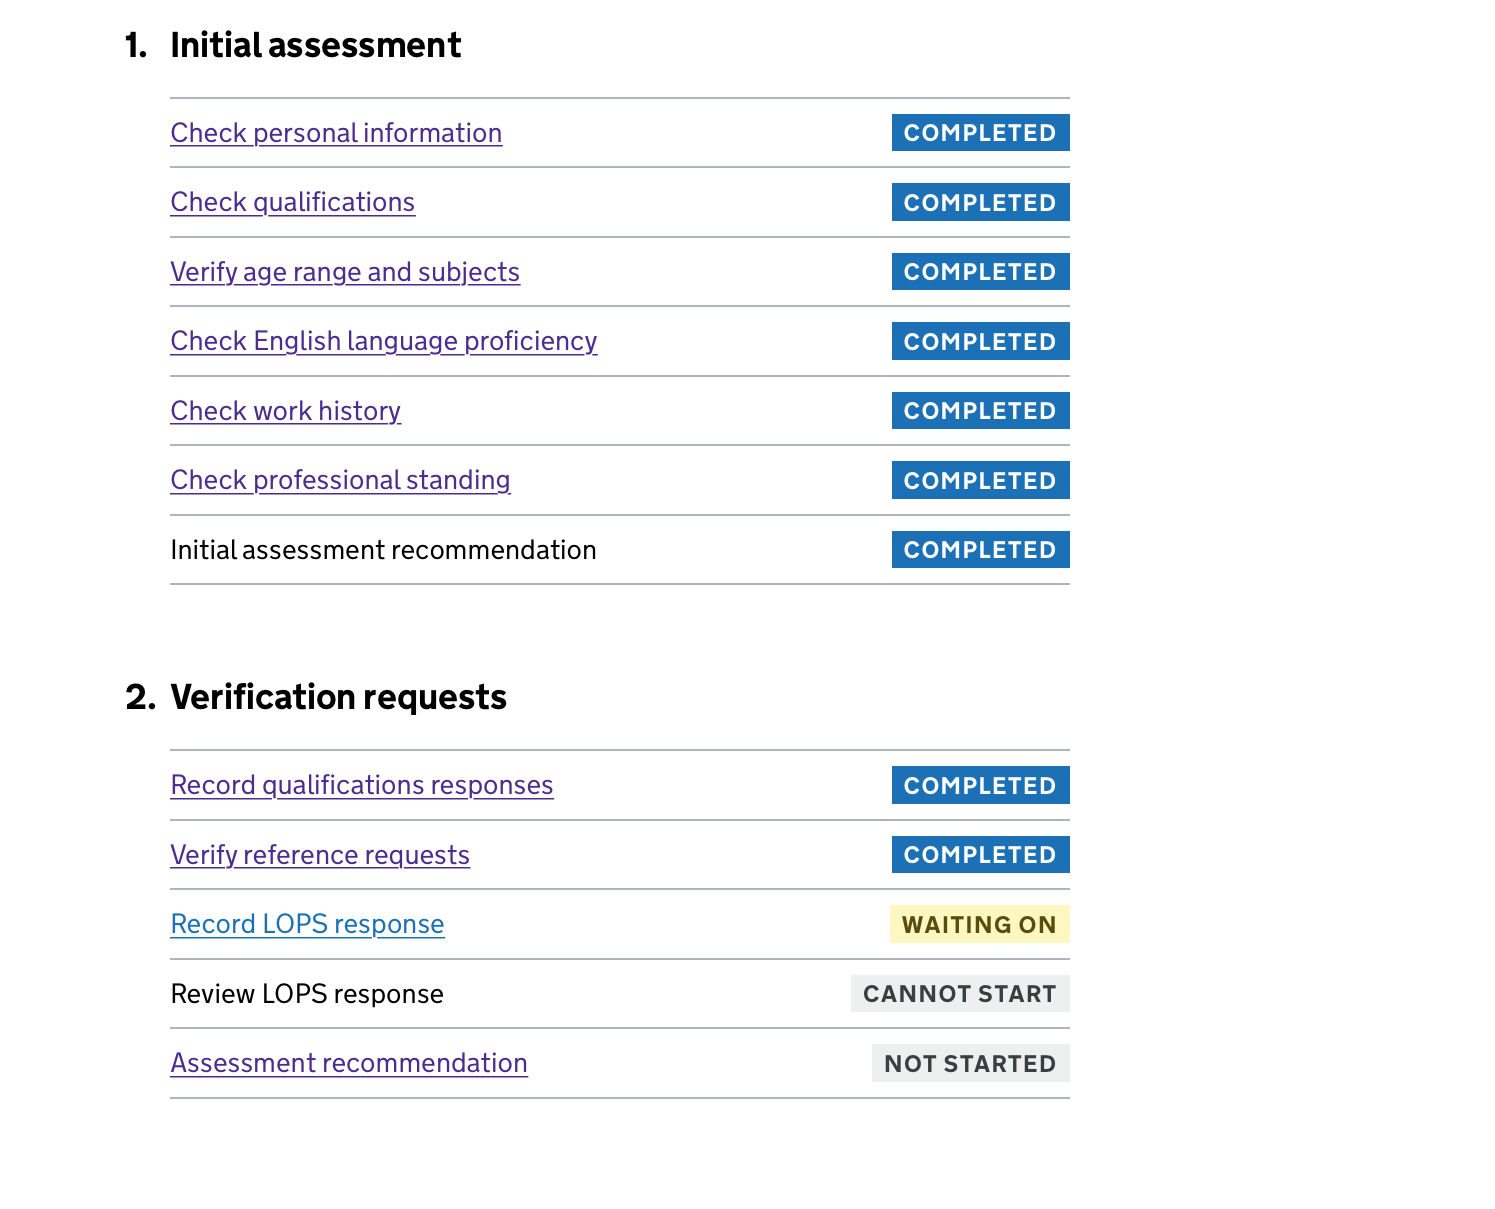 1. Initial assessment
Check personal information COMPLETED
Check qualifications COMPLETED
Verify age range and subjects COMPLETED
Check English language proficiency COMPLETED
Check work history COMPLETED
Check professional standing COMPLETED
Initial assessment recommendation COMPLETED
2. Verification requests
Record qualifications responses COMPLETED
Verify reference requests COMPLETED
Record LOPS response WAITING ON
Review LOPS response CANNOT START
Assessment recommendation NOT STARTED